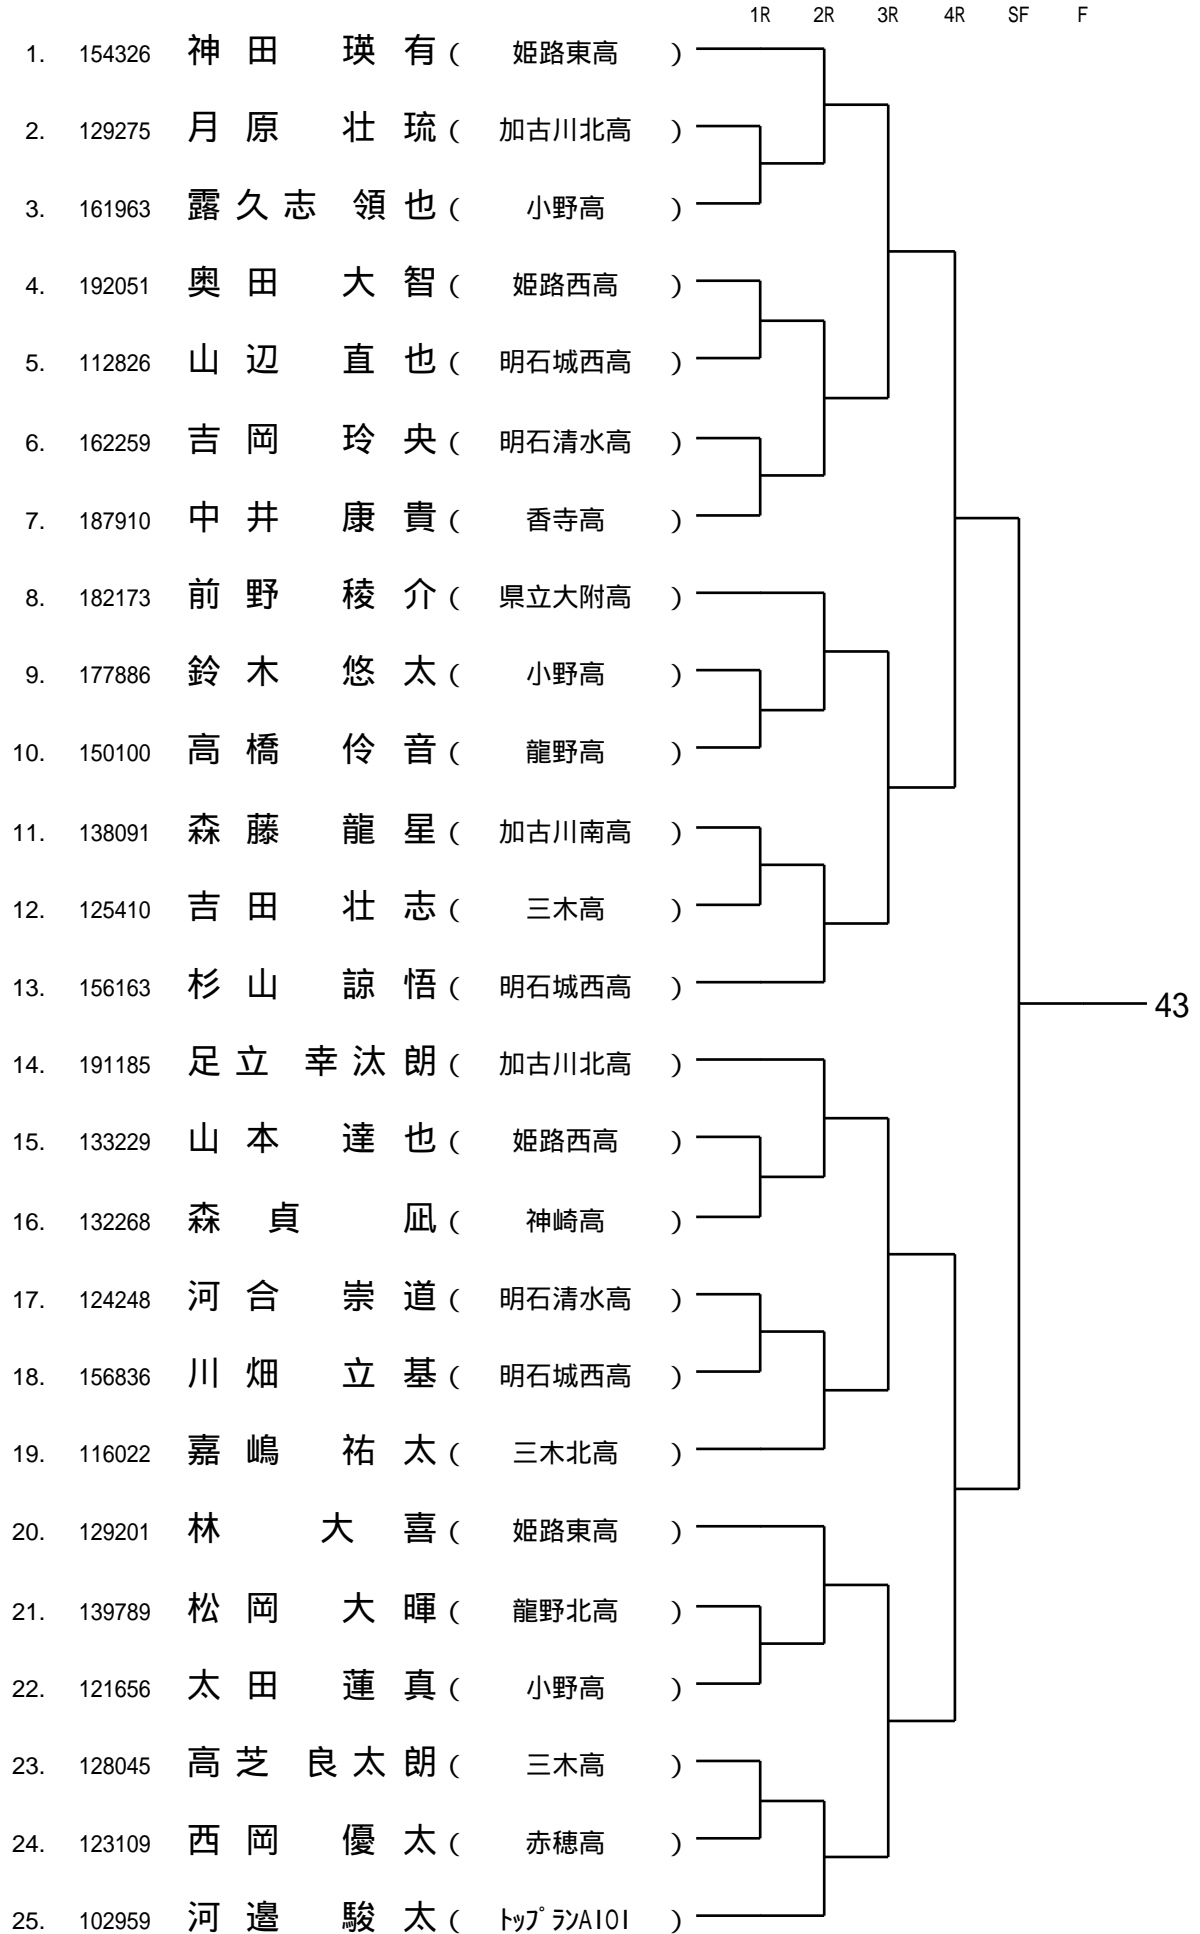 1R 2R 3R 4R SF F
1. 154326 神田 瑛有 ( 姫路東高 )
2. 129275 月原 壮琉 ( 加古川北高 )
3. 161963 露久志 領也 ( 小野高 )
4. 192051 奥田 大智 ( 姫路西高 )
5. 112826 山辺 直也 ( 明石城西高 )
6. 162259 吉岡 玲央 ( 明石清水高 )
7. 187910 中井 康貴 ( 香寺高 )
8. 182173 前野 稜介 ( 県立大附高 )
9. 177886 鈴木 悠太 ( 小野高 )
10. 150100 高橋 伶音 ( 龍野高 )
11. 138091 森藤 龍星 ( 加古川南高 )
12. 125410 吉田 壮志 ( 三木高 )
13. 156163 杉山 諒悟 ( 明石城西高 )
43
14. 191185 足立 幸汰朗 ( 加古川北高 )
15. 133229 山本 達也 ( 姫路西高 )
16. 132268 森貞 凪 ( 神崎高 )
17. 124248 河合 崇道 ( 明石清水高 )
18. 156836 川畑 立基 ( 明石城西高 )
19. 116022 嘉嶋 祐太 ( 三木北高 )
20. 129201 林 大喜 ( 姫路東高 )
21. 139789 松岡 大暉 ( 龍野北高 )
22. 121656 太田 蓮真 ( 小野高 )
23. 128045 高芝 良太朗 ( 三木高 )
24. 123109 西岡 優太 ( 赤穂高 )
25. 102959 河邉 駿太 ( ﾄｯﾌﾟﾗﾝAIOI )